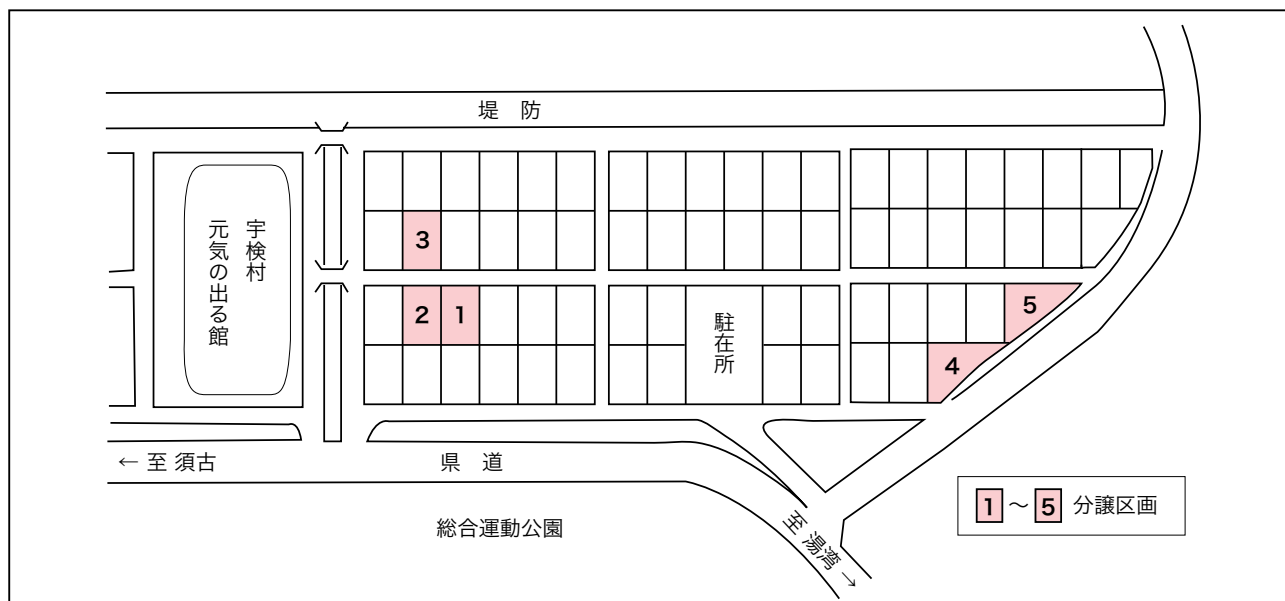 堤　防
宇検村
元気の出る館
3
2
1
駐在所
5
4
← 至 須古
県　道
総合運動公園
至 湯湾 →
1 ～ 5 分譲区画